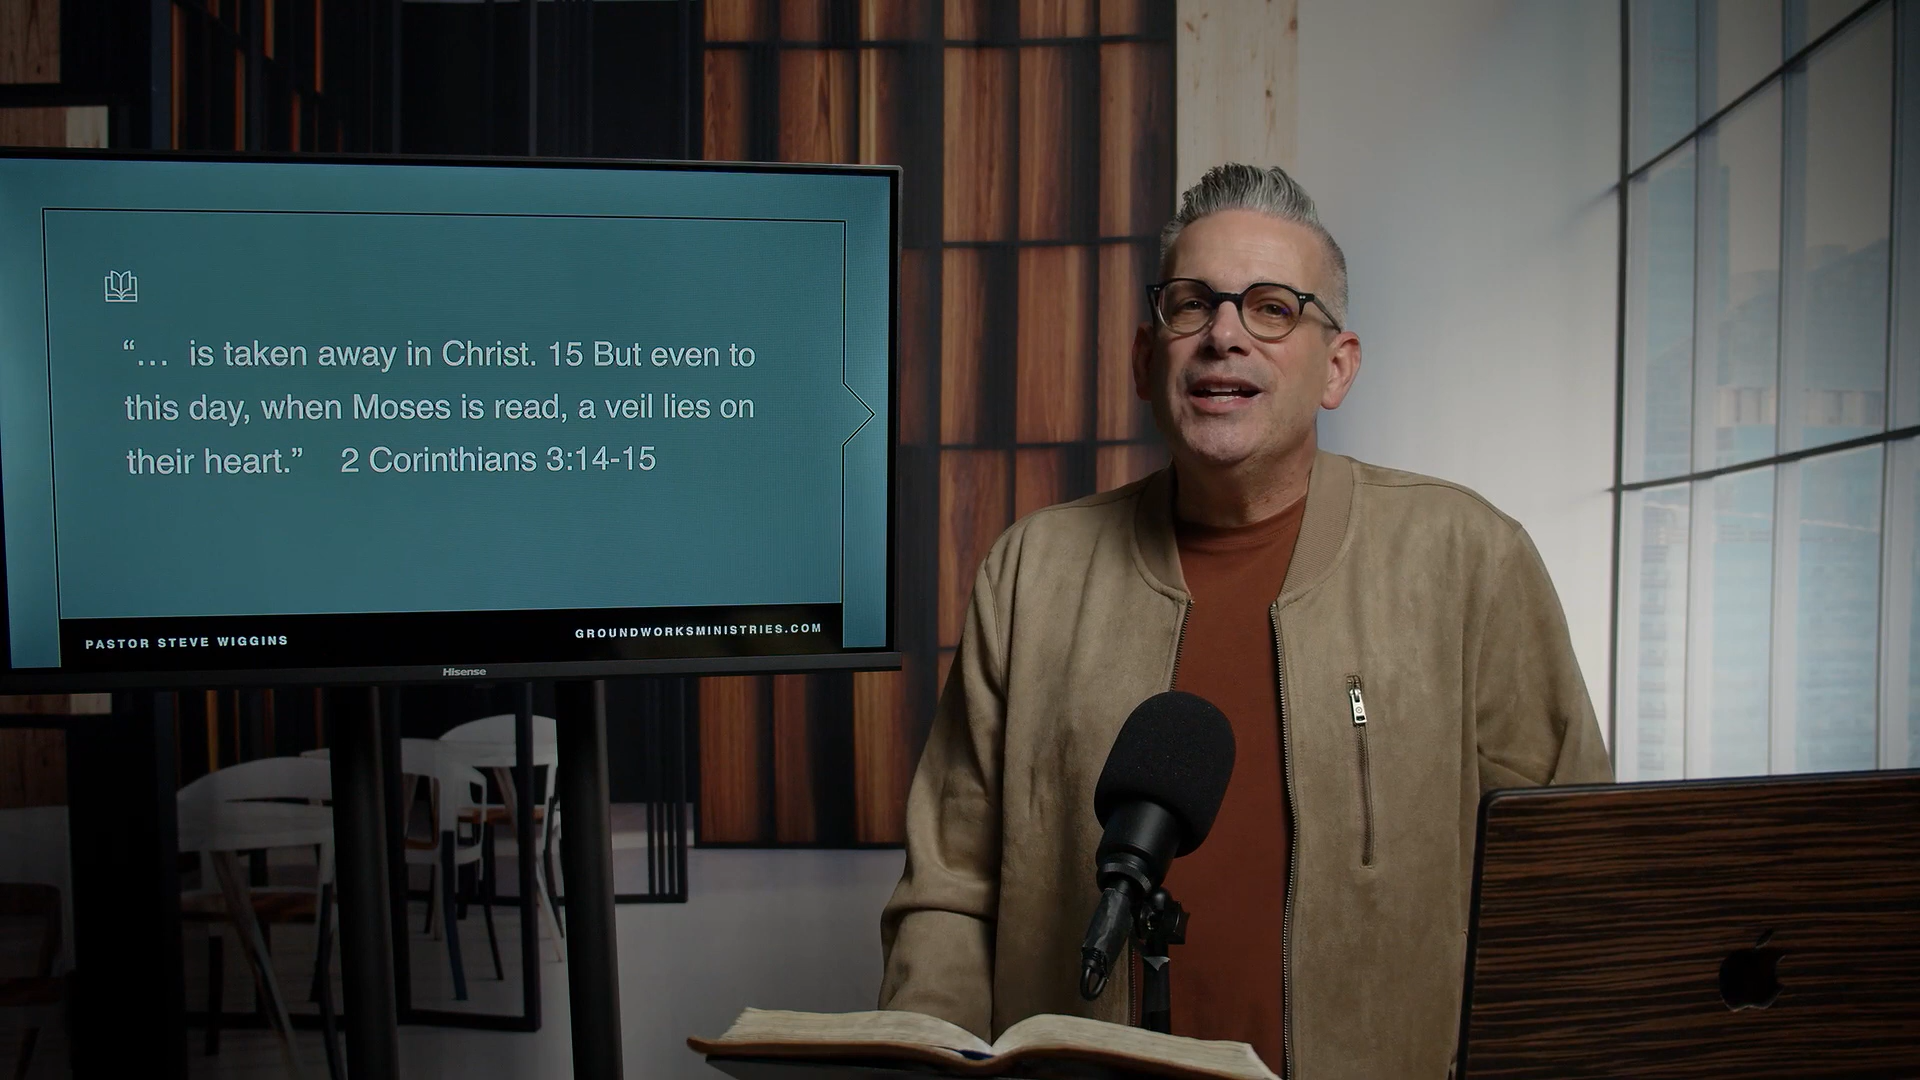 “... is taken away in Christ. 15 But even to
this day, when Moses is read, a veil lies on
their heart.” 2 Corinthians 3:14-15
PASTOR STEVE WIGGINS
GROUNDWORKSMINISTRIES.COM
Hisense